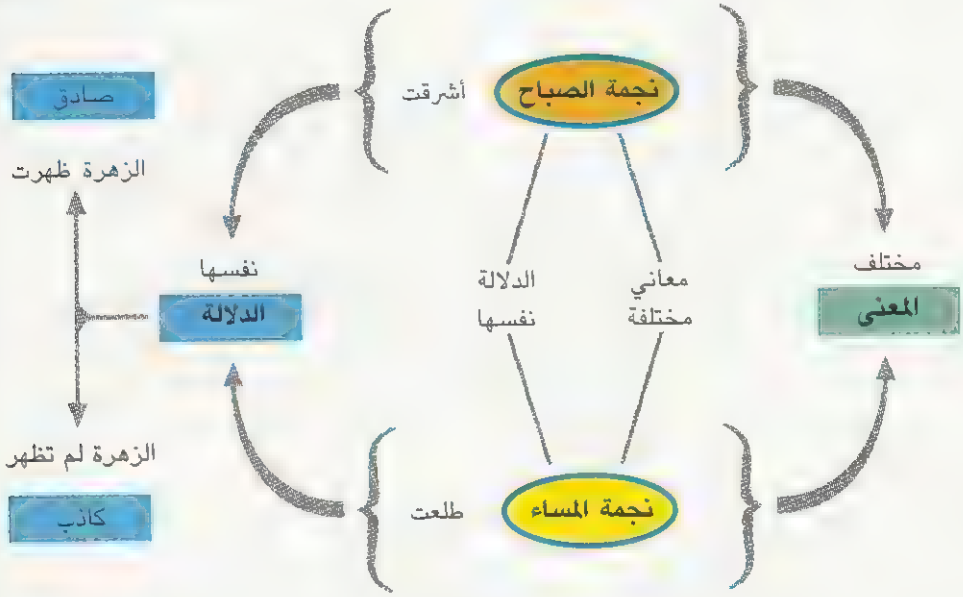 نجمة الصباح أشرقت
صادق
الزهرة ظهرت
مختلف
المعنى
معاني
مختلفة
الدلالة
نفسها
نفسها
الدلالة
الزهرة لم تظهر
كاذب
نجمة المساء طلعت